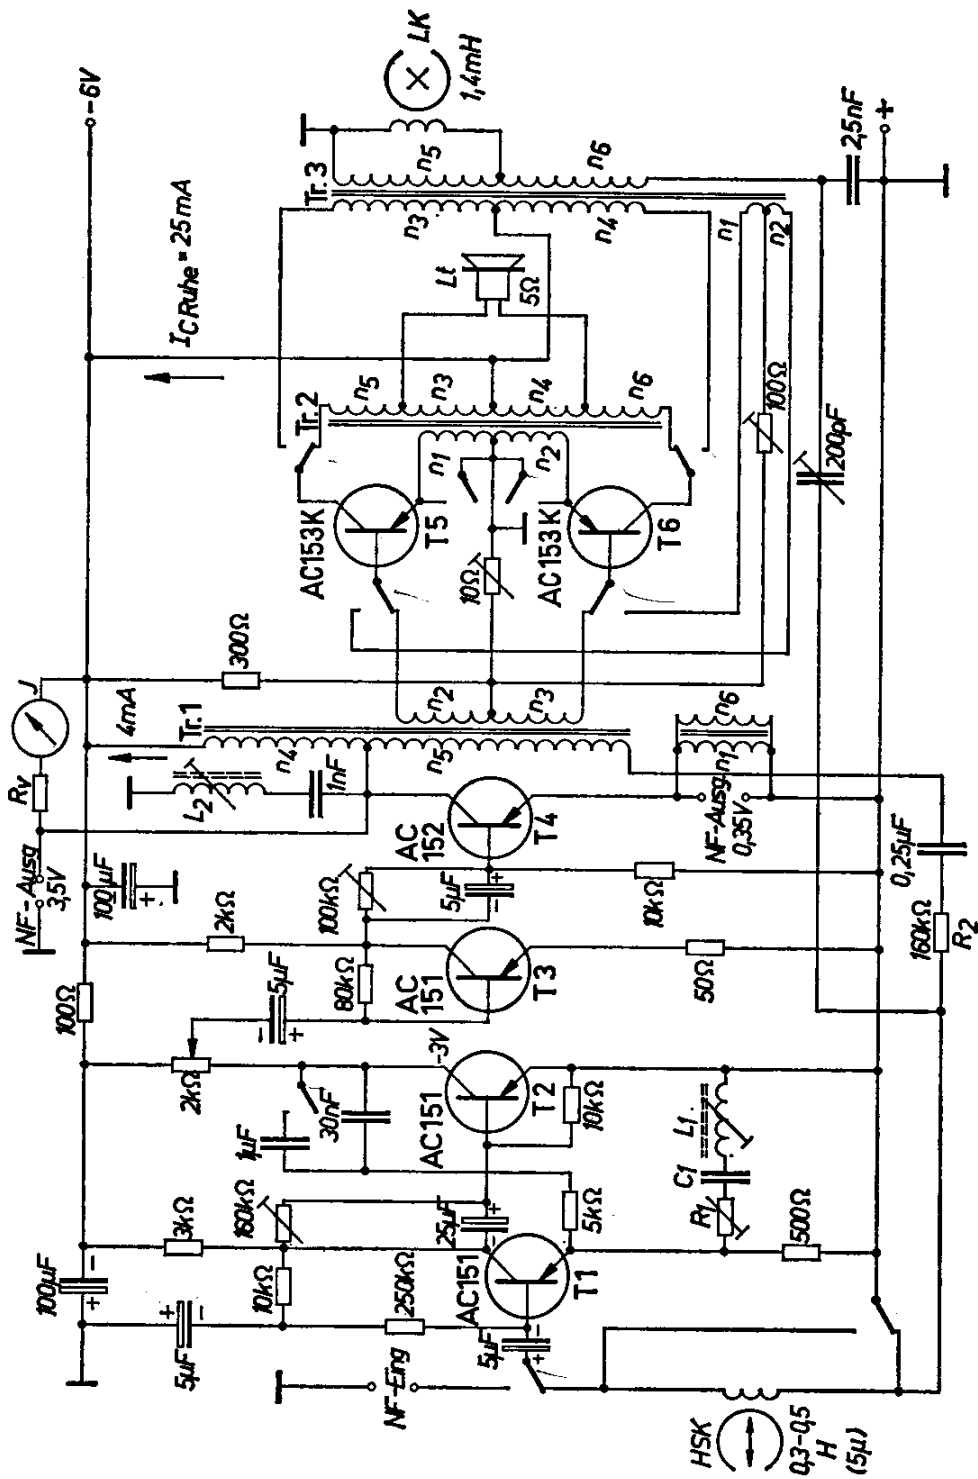 HSK
0,3-0,5
H
(5μ)
NF-Eing
5μF
+
-
100μF
+
-
5μF
+
-
10kΩ
250kΩ
3kΩ
160kΩ
AC151
T1
25μF
+
-
5kΩ
R1
C1
L1
500Ω
1μF
30nF
2kΩ
-3V
AC151
T2
10kΩ
100Ω
5μF
-
+
80kΩ
2kΩ
AC
151
T3
50Ω
NF-Ausg
3,5V
100μF
+
100kΩ
5μF
-
+
10kΩ
RV
J
4mA
L2
1nF
AC
152
T4
NF-Ausg.
0,35V
160kΩ
R2
0,25μF
Tr.1
n4
n5
n2
n3
n1
n6
300Ω
10Ω
AC153K
T5
AC153K
T6
Tr.2
n1
n2
n5
n3
n4
n6
ICRuhe = 25mA
Lt
5Ω
100Ω
200pF
Tr.3
n3
n4
n5
n6
n1
n2
LK
1,4mH
-6V
2,5nF
+